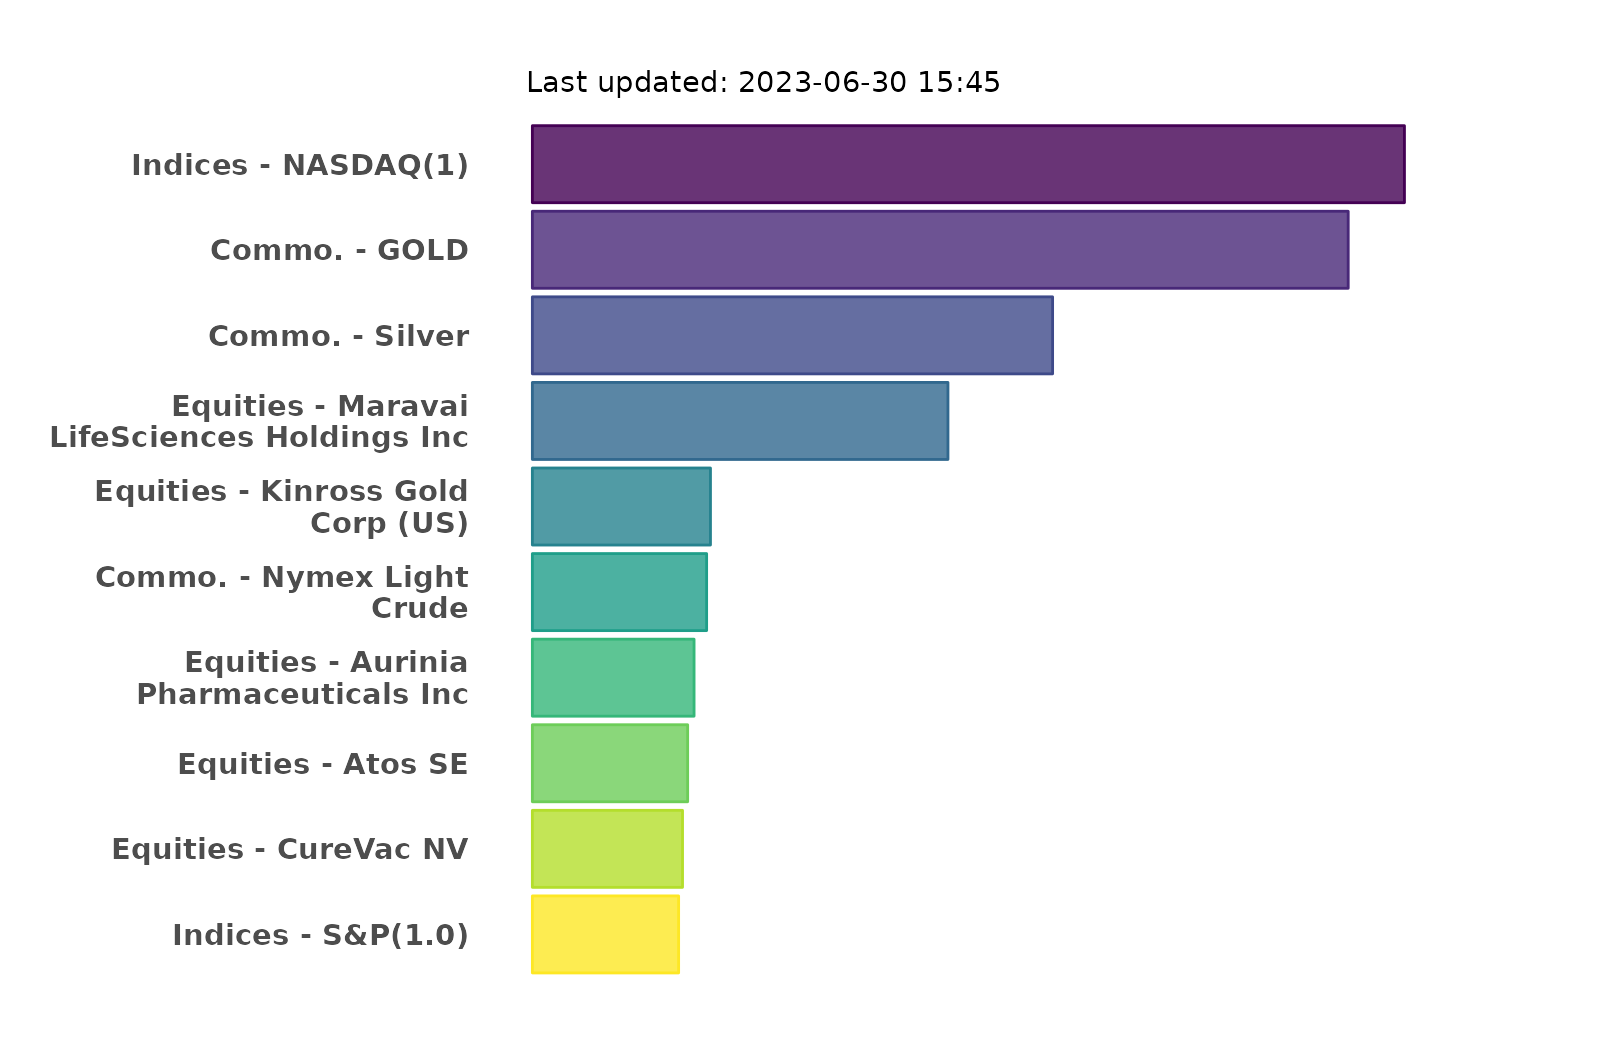 Last updated: 2023-06-30 15:45
Indices - NASDAQ(1)
Commo. - GOLD
Commo. - Silver
Equities - Maravai
LifeSciences Holdings Inc
Equities - Kinross Gold
Corp (US)
Commo. - Nymex Light
Crude
Equities - Aurinia
Pharmaceuticals Inc
Equities - Atos SE
Equities - CureVac NV
Indices - S&P(1.0)